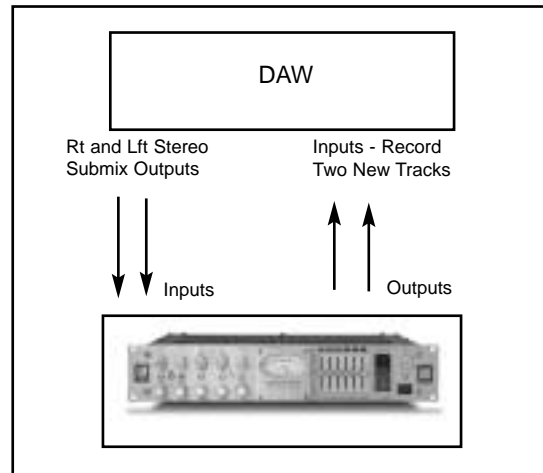 DAW
Rt and Lft Stereo
Submix Outputs
Inputs - Record
Two New Tracks
Inputs
Outputs